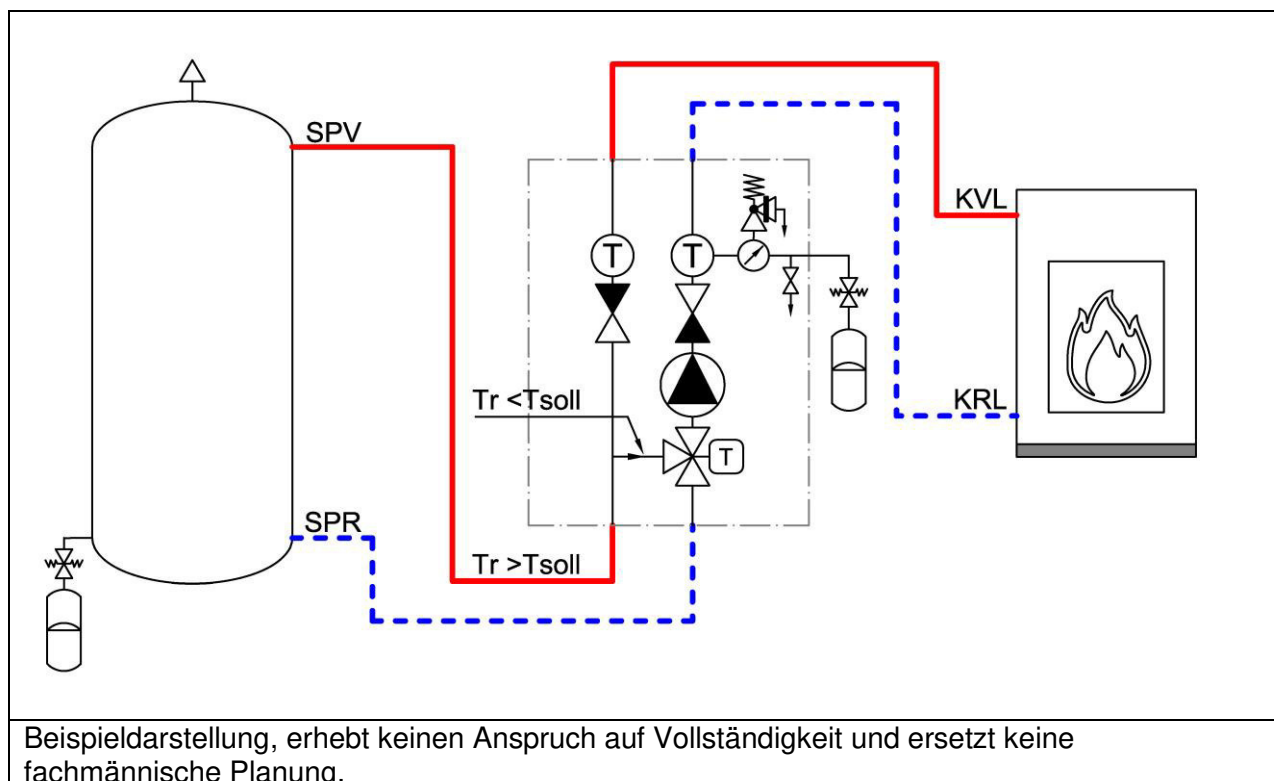 SPV
KVL
T
T
Tr <Tsoll
KRL
T
SPR
Tr >Tsoll
Beispieldarstellung, erhebt keinen Anspruch auf Vollständigkeit und ersetzt keine
fachmännische Planung.